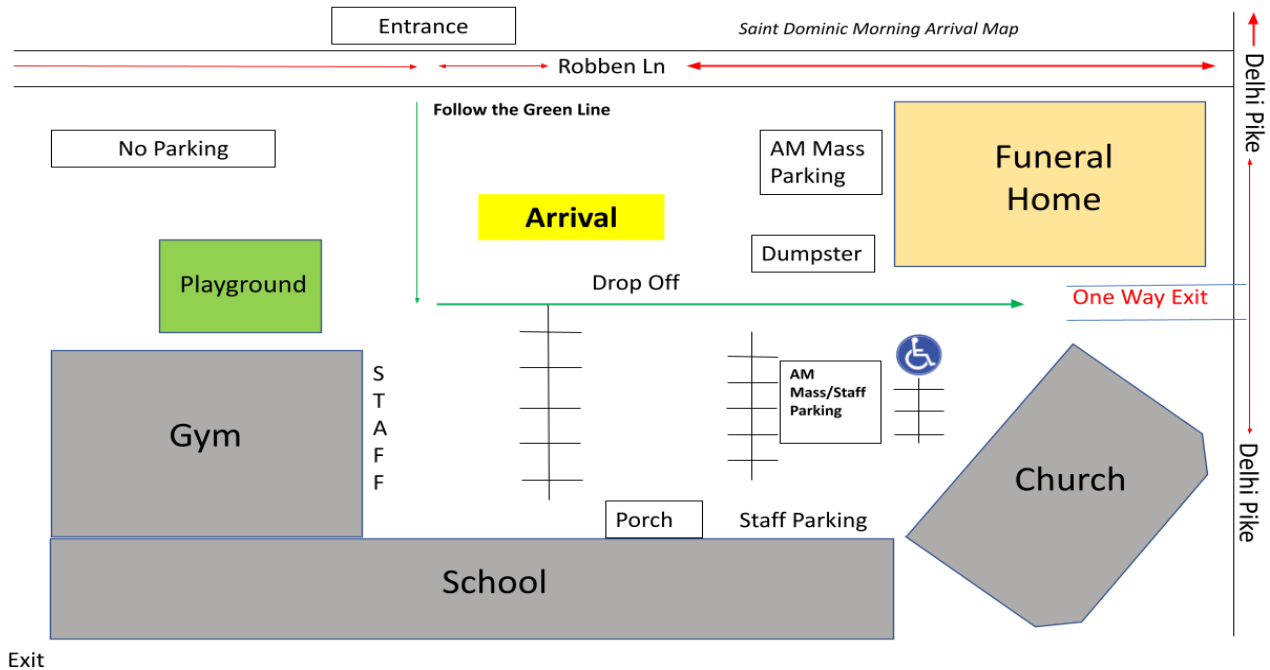 Entrance
Saint Dominic Morning Arrival Map
Robben Ln
Delhi Pike
Follow the Green Line
No Parking
AM Mass
Parking
Funeral
Home
Arrival
Dumpster
Playground
Drop Off
One Way Exit
STAFF
AM
Mass/Staff
Parking
Gym
Church
Delhi Pike
Porch
Staff Parking
School
Exit